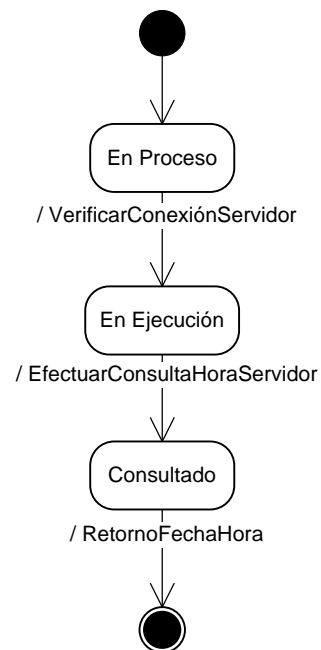 En Proceso
/ VerificarConexiónServidor
En Ejecución
/ EfectuarConsultaHoraServidor
Consultado
/ RetornoFechaHora